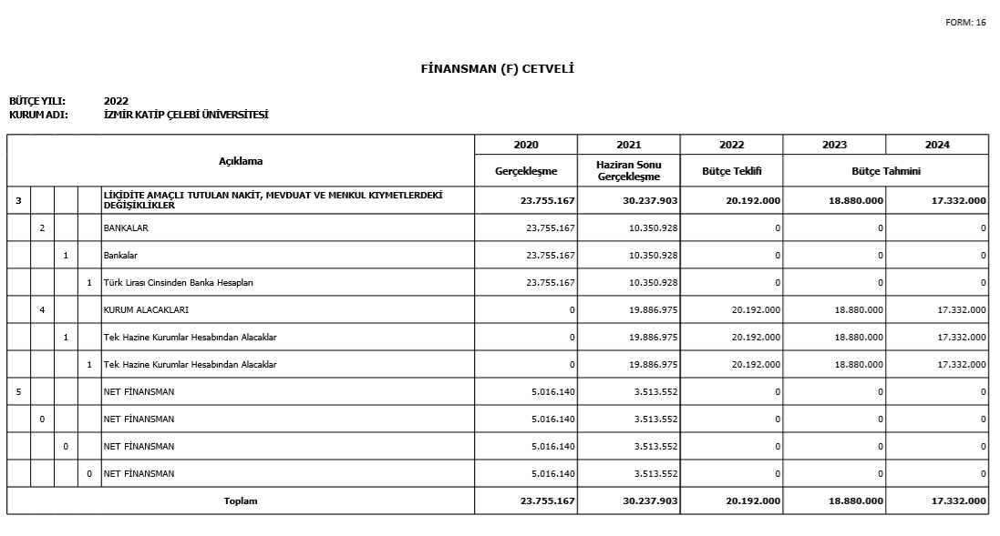 FORM: 16
FİNANSMAN (F) CETVELİ
BÜTÇE YILI: 2022
KURUM ADI: İZMİR KATİP ÇELEBİ ÜNİVERSİTESİ
Açıklama 2020 2021 2022 2023 2024
Gerçekleşme Haziran Sonu Gerçekleşme Bütçe Teklifi Bütçe Tahmini
3 LİKİDİTE AMAÇLI TUTULAN NAKİT, MEVDUAT VE MENKUL KIYMETLERDEKİ
DEĞİŞİKLİKLER 23.755.167 30.237.903 20.192.000 18.880.000 17.332.000
2 BANKALAR 23.755.167 10.350.928 0 0 0
1 Bankalar 23.755.167 10.350.928 0 0 0
1 Türk Lirası Cinsinden Banka Hesapları 23.755.167 10.350.928 0 0 0
4 KURUM ALACAKLARI 0 19.886.975 20.192.000 18.880.000 17.332.000
1 Tek Hazine Kurumlar Hesabından Alacaklar 0 19.886.975 20.192.000 18.880.000 17.332.000
1 Tek Hazine Kurumlar Hesabından Alacaklar 0 19.886.975 20.192.000 18.880.000 17.332.000
5 NET FİNANSMAN 5.016.140 3.513.552 0 0 0
0 NET FİNANSMAN 5.016.140 3.513.552 0 0 0
0 NET FİNANSMAN 5.016.140 3.513.552 0 0 0
0 NET FİNANSMAN 5.016.140 3.513.552 0 0 0
Toplam 23.755.167 30.237.903 20.192.000 18.880.000 17.332.000